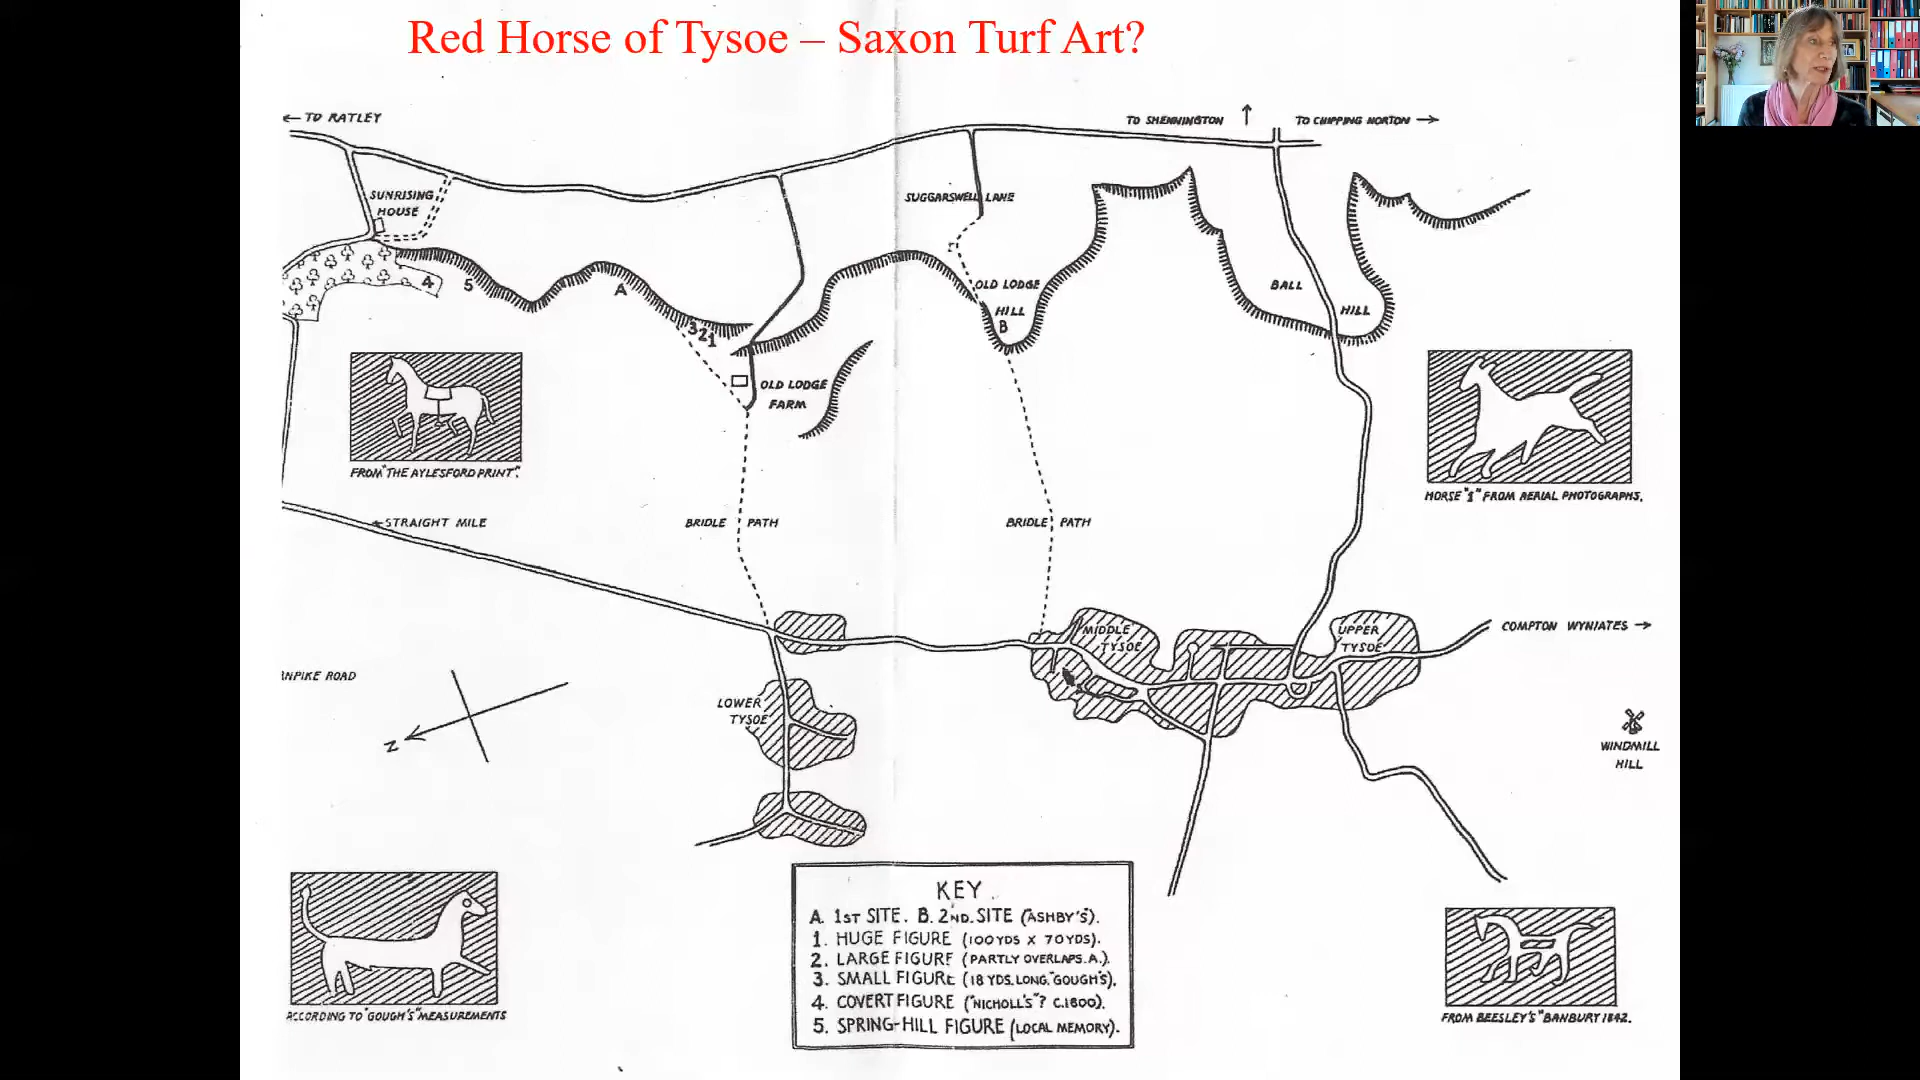 Red Horse of Tysoe – Saxon Turf Art?
← TO RATLEY
TO SHENNINGTON ↑
TO CHIPPING NORTON →
SUNRISING
HOUSE
SUGGARSWELL LANE
4
5
A
3 2 1
OLD LODGE
HILL
B
BALL
HILL
OLD LODGE
FARM
FROM "THE AYLESFORD PRINT".
HORSE "1" FROM AERIAL PHOTOGRAPHS.
← STRAIGHT MILE
BRIDLE PATH
BRIDLE PATH
MIDDLE
TYSOE
UPPER
TYSOE
COMPTON WYNIATES →
NPIKE ROAD
LOWER
TYSOE
N
WINDMILL
HILL
KEY
A. 1ST SITE. B. 2ND. SITE (ASHBY'S).
1. HUGE FIGURE (100YDS X 70YDS).
2. LARGE FIGURE (PARTLY OVERLAPS. A.).
3. SMALL FIGURE (18 YDS. LONG. "GOUGH'S).
4. COVERT FIGURE ("NICHOLL'S"? C.1800).
5. SPRING-HILL FIGURE (LOCAL MEMORY).
ACCORDING TO "GOUGH'S" MEASUREMENTS
FROM BEESLEY'S "BANBURY 1842.